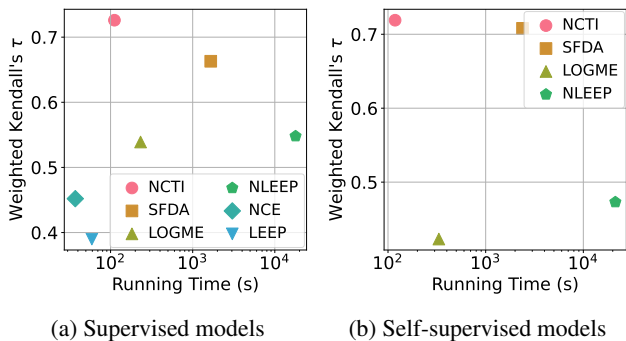 Weighted Kendall's τ
0.7
0.6
0.5
0.4
NCTI
SFDA
LOGME
NLEEP
NCE
LEEP
10²
10³
10⁴
Running Time (s)
(a) Supervised models
Weighted Kendall's τ
0.7
0.6
0.5
NCTI
SFDA
LOGME
NLEEP
10²
10³
10⁴
Running Time (s)
(b) Self-supervised models